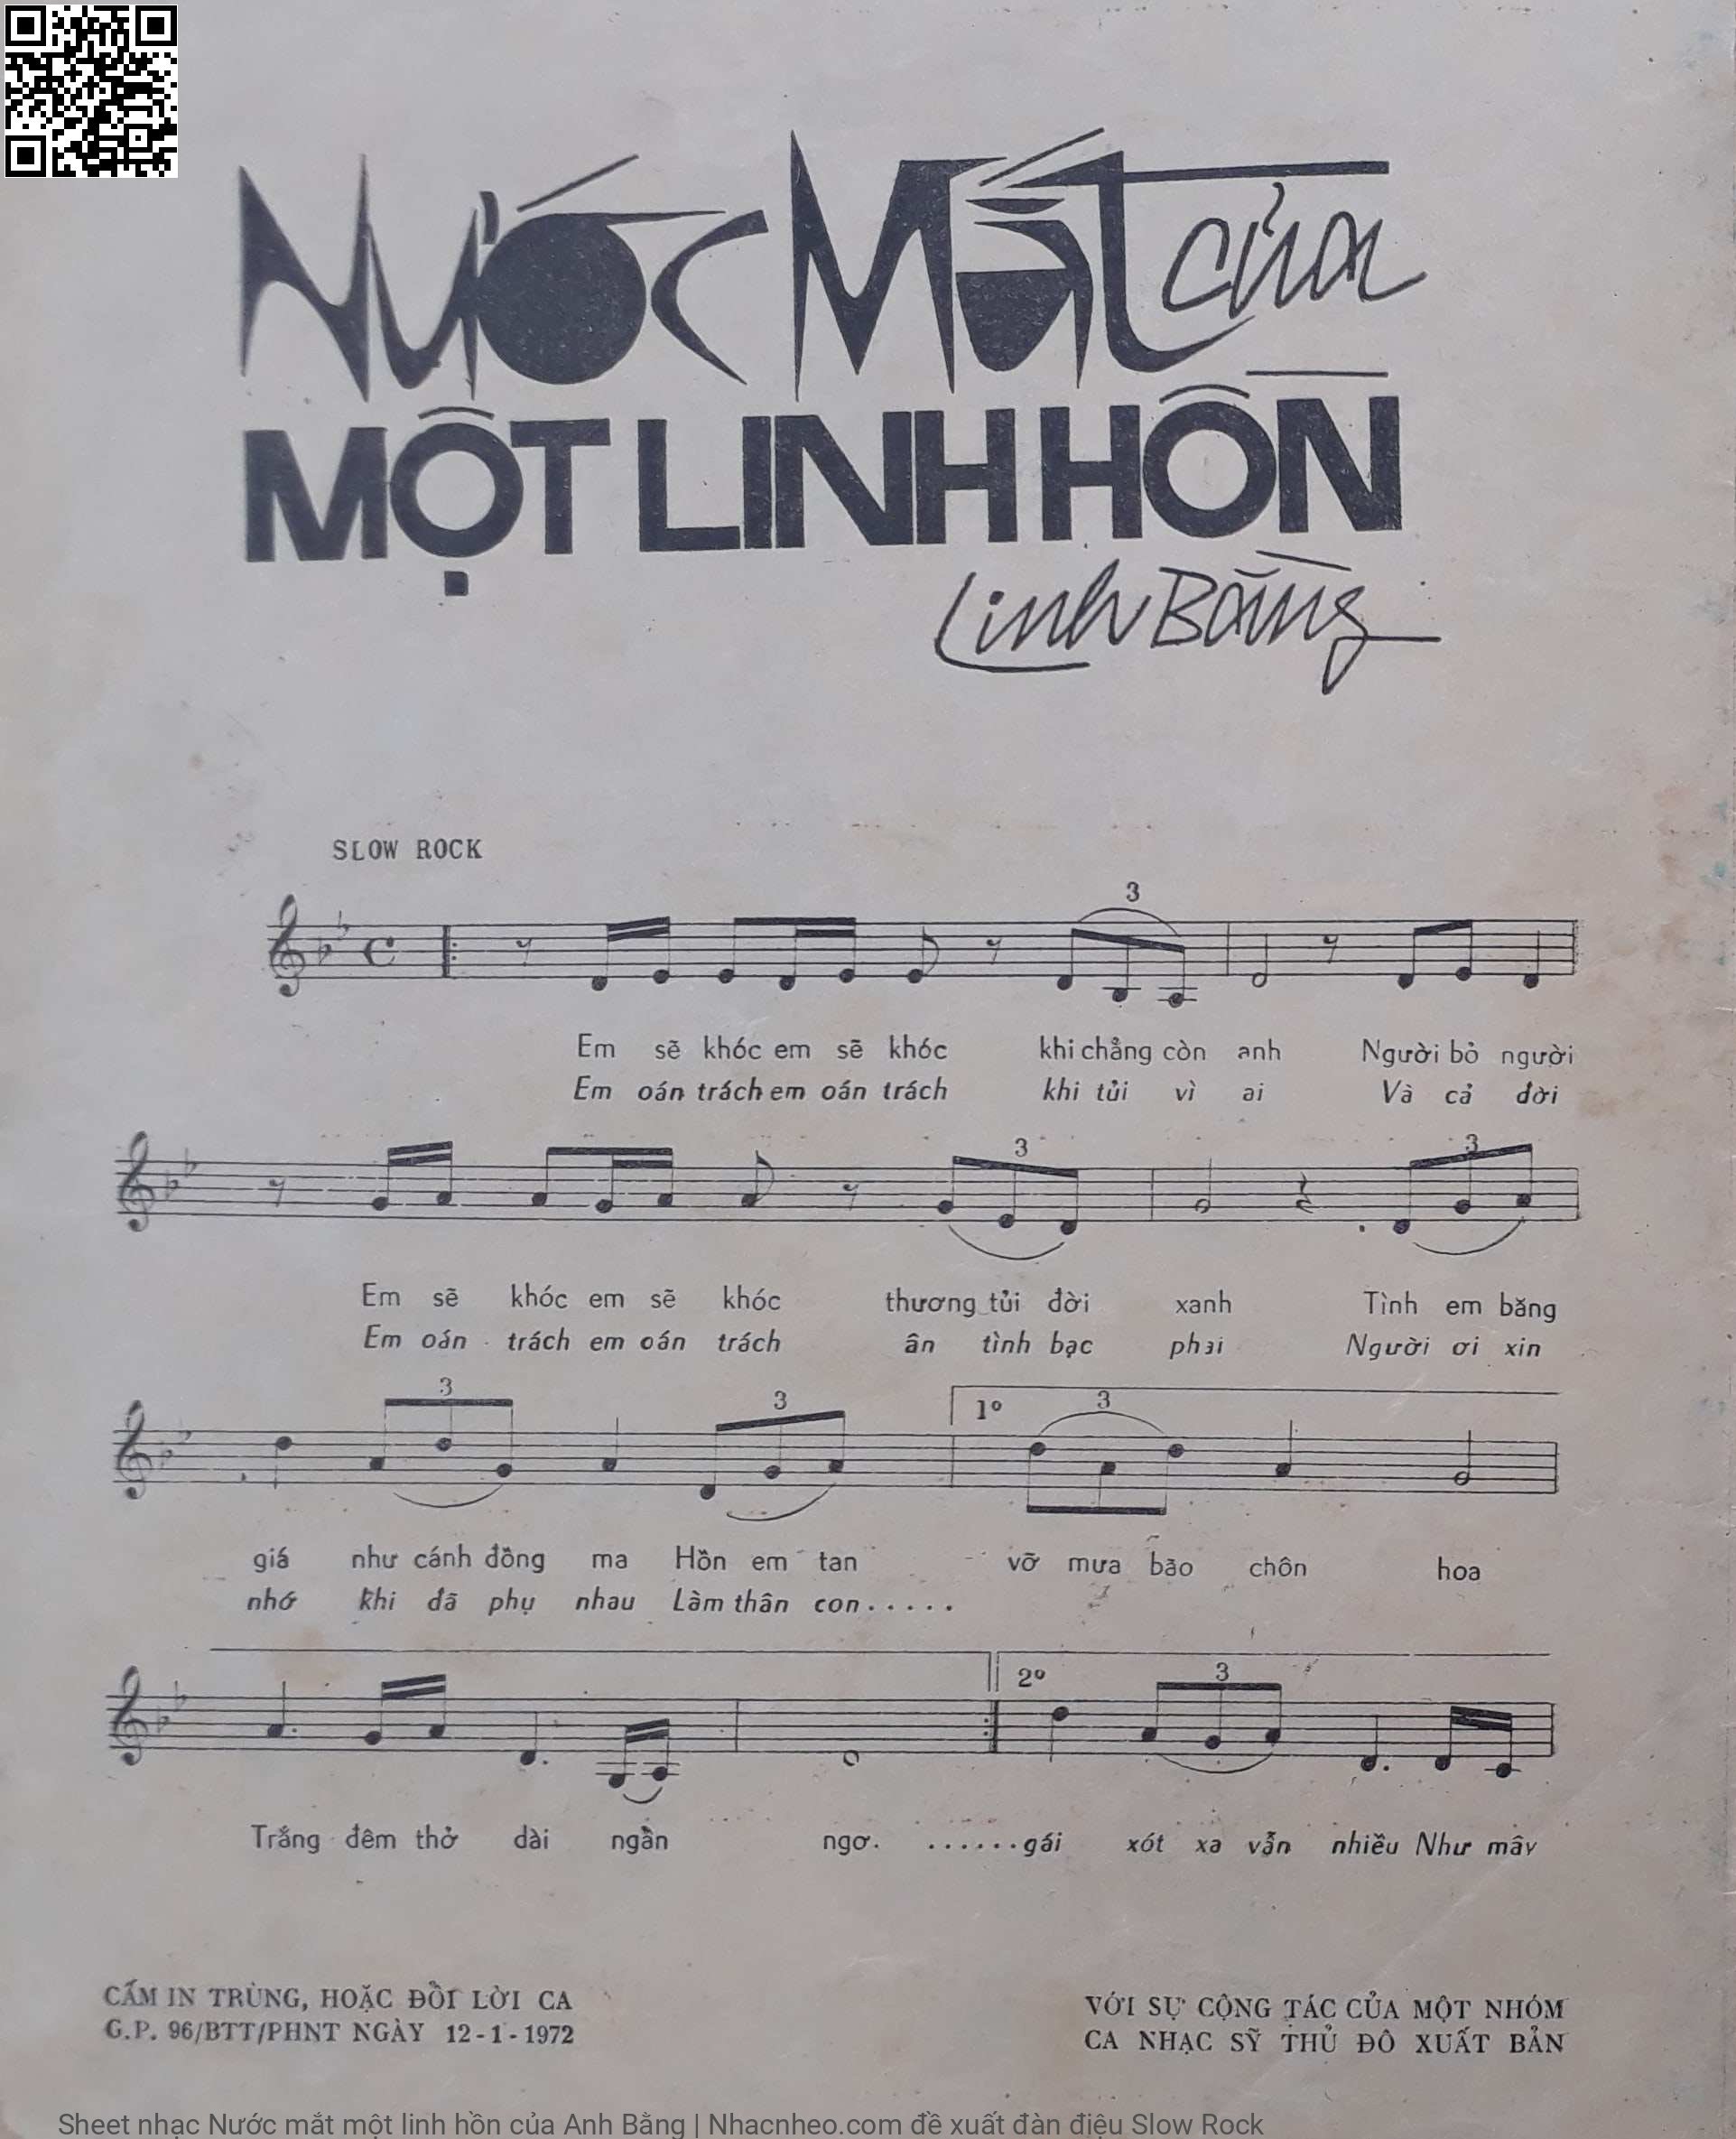 Nước Mắt của
MỘT LINH HỒN
Linh Bằng
SLOW ROCK
3
Em sẽ khóc em sẽ khóc khi chẳng còn anh Người bỏ người
Em oán trách em oán trách khi tủi vì ai Và cả đời
3 3
Em sẽ khóc em sẽ khóc thương tủi đời xanh Tình em băng
Em oán trách em oán trách ân tình bạc phai Người ơi xin
3 3 1º 3
giá như cánh đồng ma Hồn em tan vỡ mưa bão chôn hoa
nhớ khi đã phụ nhau Làm thân con.....
2º 3
Trắng đêm thở dài ngẩn ngơ. ......gái xót xa vẫn nhiều Như mây
CẤM IN TRÙNG, HOẶC ĐỔI LỜI CA
G.P. 96/BTT/PHNT NGÀY 12-1-1972
VỚI SỰ CỘNG TÁC CỦA MỘT NHÓM
CA NHẠC SỸ THỦ ĐÔ XUẤT BẢN
Sheet nhạc Nước mắt một linh hồn của Anh Bằng | Nhacnheo.com đề xuất đàn điệu Slow Rock